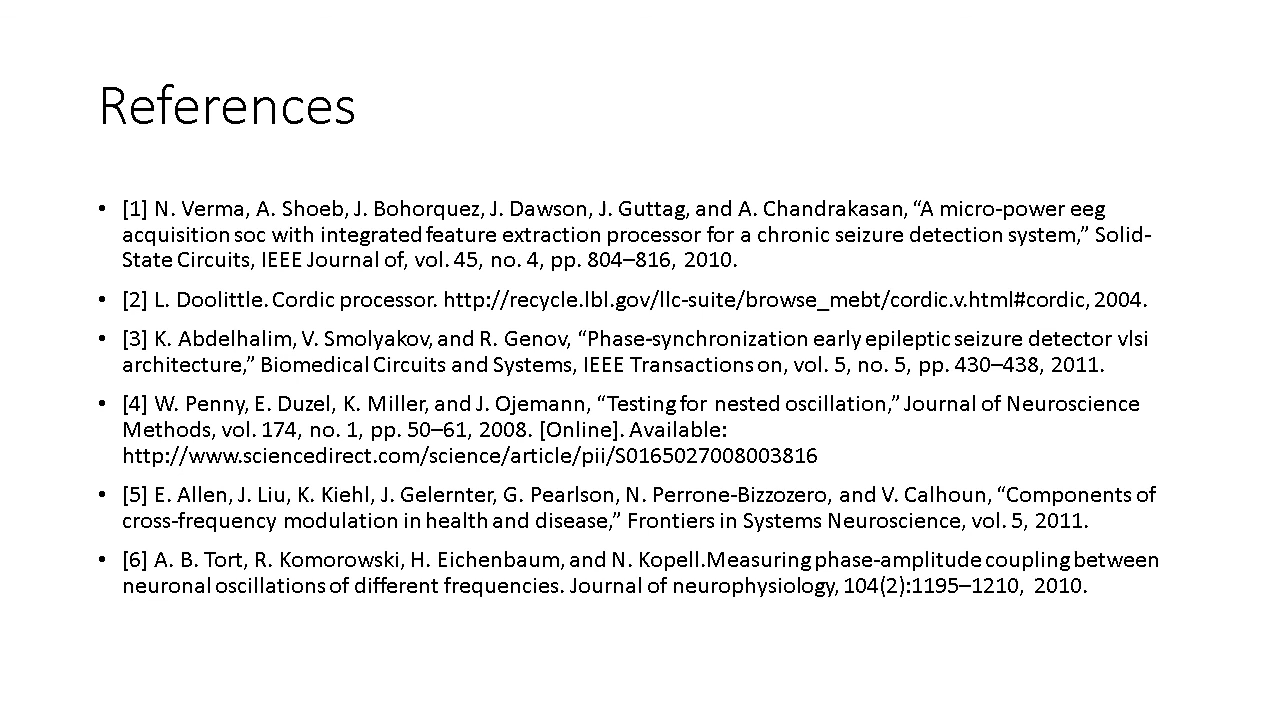 References
• [1] N. Verma, A. Shoeb, J. Bohorquez, J. Dawson, J. Guttag, and A. Chandrakasan, “A micro-power eeg
acquisition soc with integrated feature extraction processor for a chronic seizure detection system,” Solid-
State Circuits, IEEE Journal of, vol. 45, no. 4, pp. 804–816, 2010.
• [2] L. Doolittle. Cordic processor. http://recycle.lbl.gov/llc-suite/browse_mebt/cordic.v.html#cordic, 2004.
• [3] K. Abdelhalim, V. Smolyakov, and R. Genov, “Phase-synchronization early epileptic seizure detector vlsi
architecture,” Biomedical Circuits and Systems, IEEE Transactions on, vol. 5, no. 5, pp. 430–438, 2011.
• [4] W. Penny, E. Duzel, K. Miller, and J. Ojemann, “Testing for nested oscillation,” Journal of Neuroscience
Methods, vol. 174, no. 1, pp. 50–61, 2008. [Online]. Available:
http://www.sciencedirect.com/science/article/pii/S0165027008003816
• [5] E. Allen, J. Liu, K. Kiehl, J. Gelernter, G. Pearlson, N. Perrone-Bizzozero, and V. Calhoun, “Components of
cross-frequency modulation in health and disease,” Frontiers in Systems Neuroscience, vol. 5, 2011.
• [6] A. B. Tort, R. Komorowski, H. Eichenbaum, and N. Kopell.Measuring phase-amplitude coupling between
neuronal oscillations of different frequencies. Journal of neurophysiology, 104(2):1195–1210, 2010.